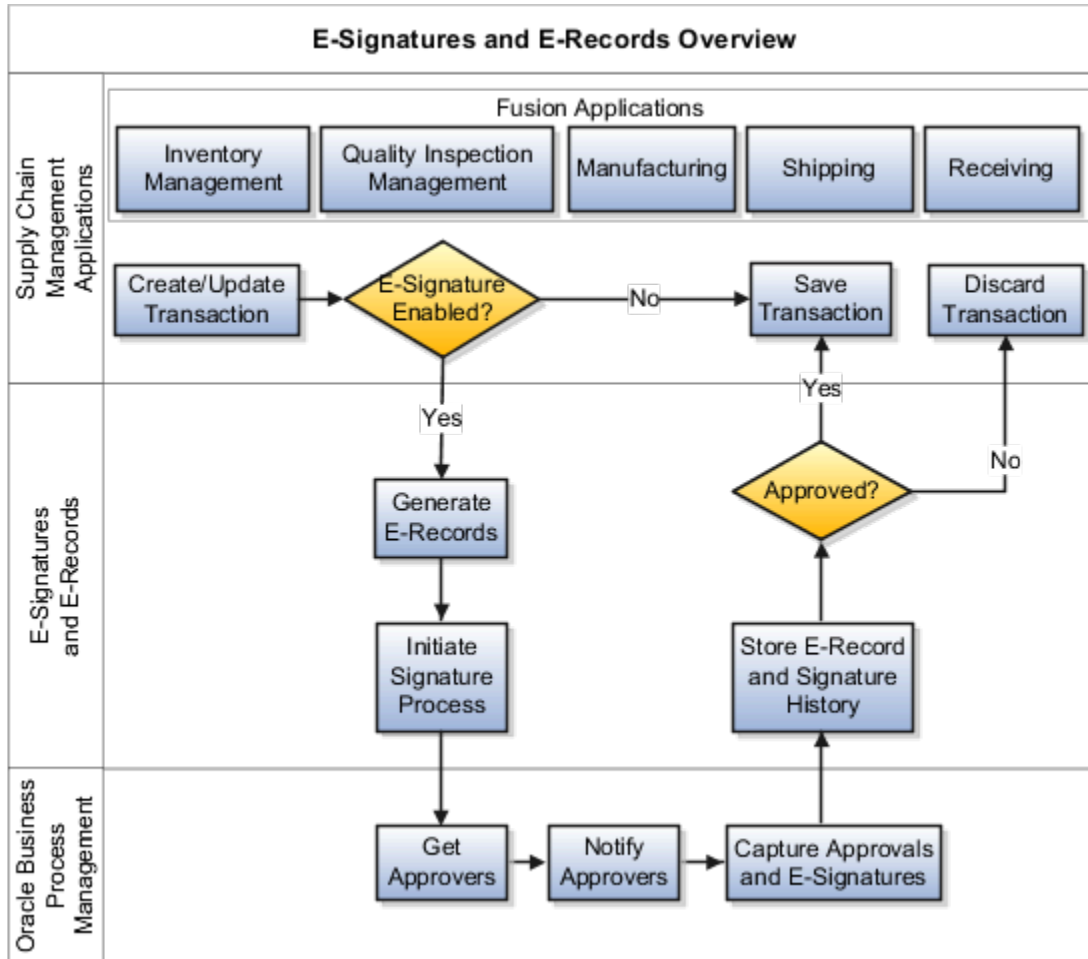 E-Signatures and E-Records Overview
Supply Chain
Management
Applications
Fusion Applications
Inventory
Management
Quality Inspection
Management
Manufacturing
Shipping
Receiving
Create/Update
Transaction
E-Signature
Enabled?
No
Save
Transaction
Discard
Transaction
Yes
Yes
E-Signatures
and E-Records
Generate
E-Records
Approved?
No
Initiate
Signature
Process
Store E-Record
and Signature
History
Oracle Business
Process
Management
Get
Approvers
Notify
Approvers
Capture Approvals
and E-Signatures